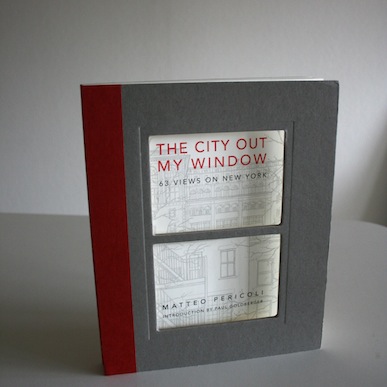 THE CITY OUT
MY WINDOW
63 VIEWS ON NEW YORK
MATTEO PERICOLI
INTRODUCTION BY PAUL GOLDBERGER